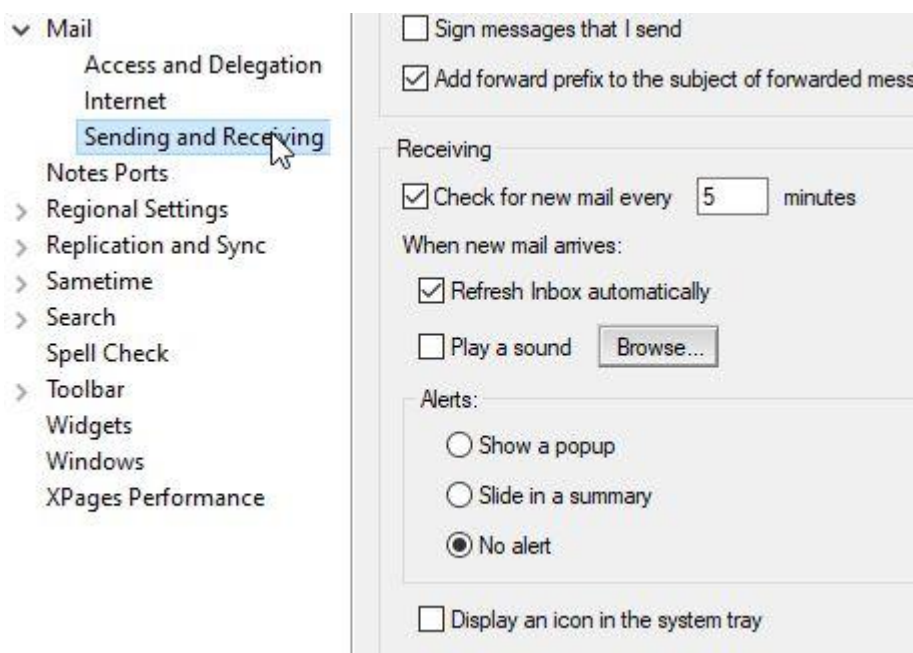 Mail
Access and Delegation
Internet
Sending and Receiving
Notes Ports
Regional Settings
Replication and Sync
Sametime
Search
Spell Check
Toolbar
Widgets
Windows
XPages Performance
Sign messages that I send
Add forward prefix to the subject of forwarded mess
Receiving
Check for new mail every 5 minutes
When new mail arrives:
Refresh Inbox automatically
Play a sound Browse...
Alerts:
Show a popup
Slide in a summary
No alert
Display an icon in the system tray